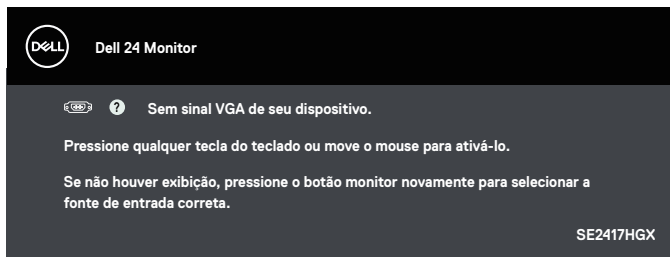 DELL
Dell 24 Monitor
Sem sinal VGA de seu dispositivo.
Pressione qualquer tecla do teclado ou move o mouse para ativá-lo.
Se não houver exibição, pressione o botão monitor novamente para selecionar a
fonte de entrada correta.
SE2417HGX